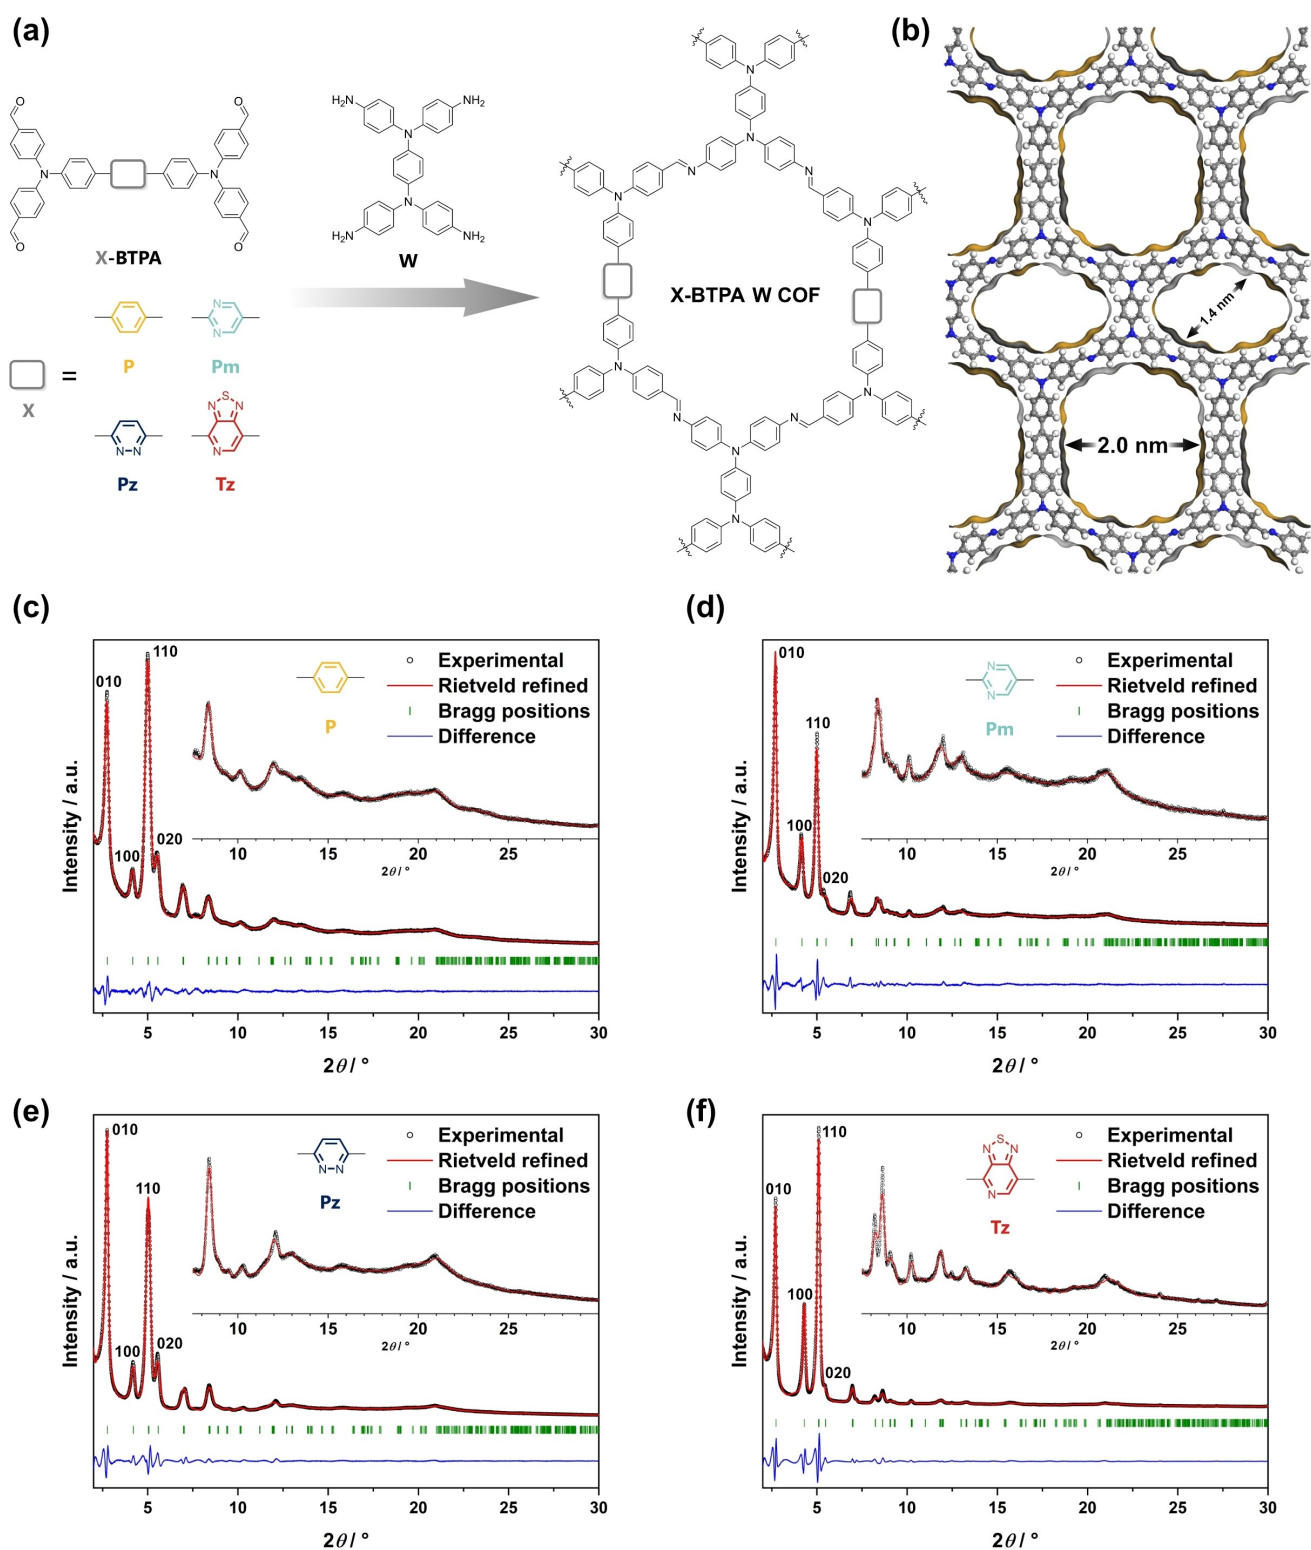 (a)
(b)
O
O
O
O
N
N
X-BTPA
H₂N
NH₂
N
N
H₂N
NH₂
W
X
=
P
N
N
Pm
N
N
Pz
S
N
N
N
Tz
N
N
N
N
N
N
N
N
N
N
N
N
X-BTPA W COF
1.4 nm
2.0 nm
(c)
Intensity / a.u.
010
100
110
020
P
Experimental
Rietveld refined
Bragg positions
Difference
10 15 20 25
2θ / °
5 10 15 20 25 30
2θ / °
(d)
Intensity / a.u.
010
100
110
020
N
N
Pm
Experimental
Rietveld refined
Bragg positions
Difference
10 15 20 25
2θ / °
5 10 15 20 25 30
2θ / °
(e)
Intensity / a.u.
010
100
110
020
N
N
Pz
Experimental
Rietveld refined
Bragg positions
Difference
10 15 20 25
2θ / °
5 10 15 20 25 30
2θ / °
(f)
Intensity / a.u.
010
100
110
020
S
N
N
N
Tz
Experimental
Rietveld refined
Bragg positions
Difference
10 15 20 25
2θ / °
5 10 15 20 25 30
2θ / °